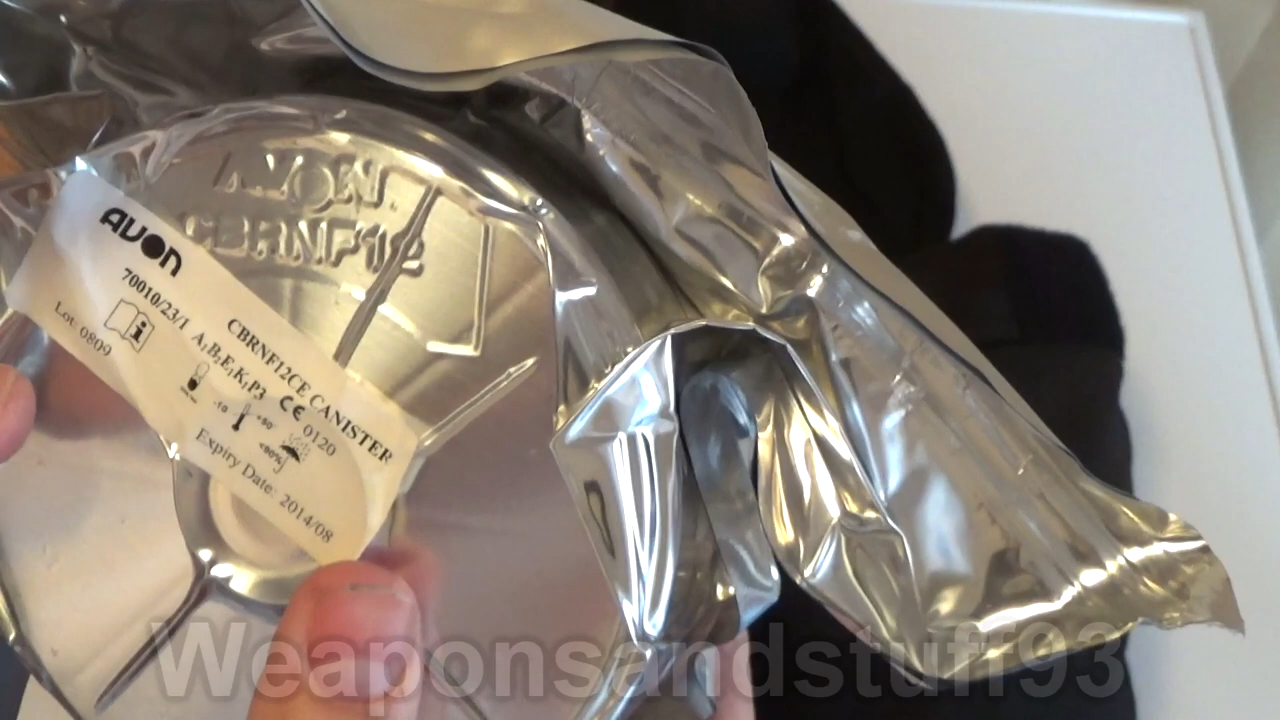 AVON
CBRNF12
AVON
CBRNF12CE CANISTER
70010/23/1 A1B2E1K1P3 CE 0120
-10 +50°
<90%
Lot: 0809
Expiry Date: 2014/08
Weaponsandstuff93